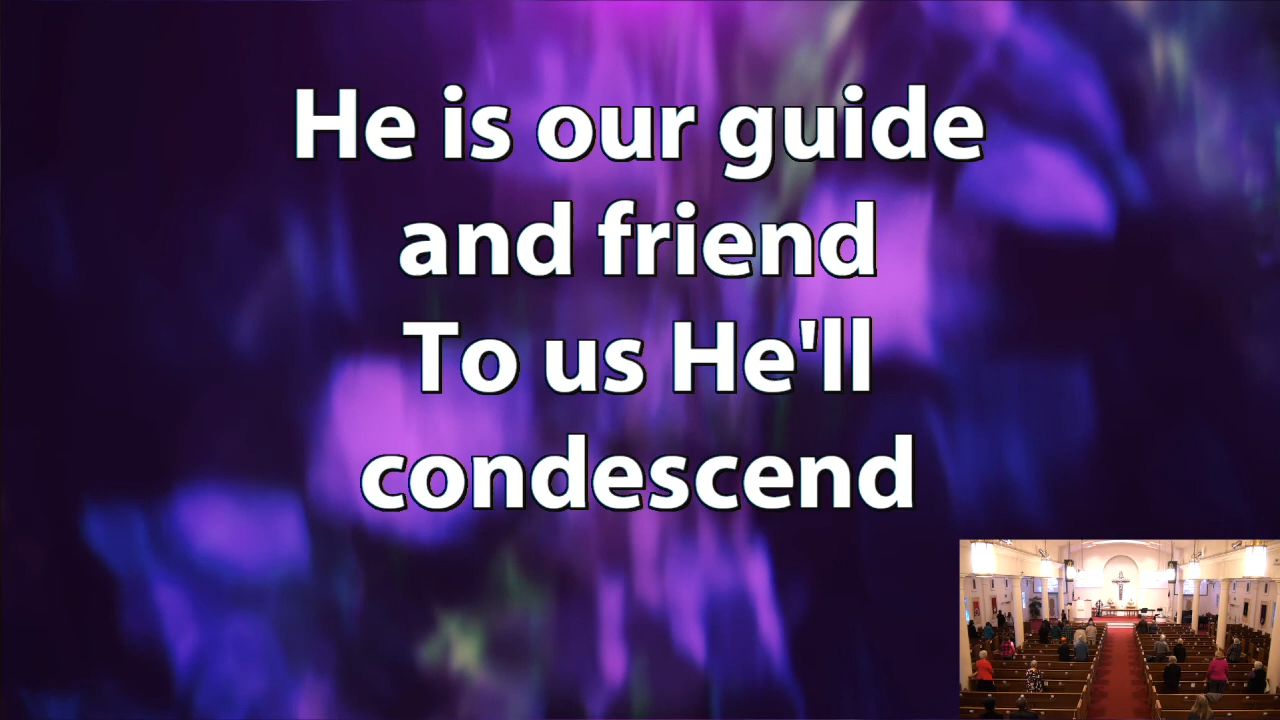 He is our guide
and friend
To us He'll
condescend